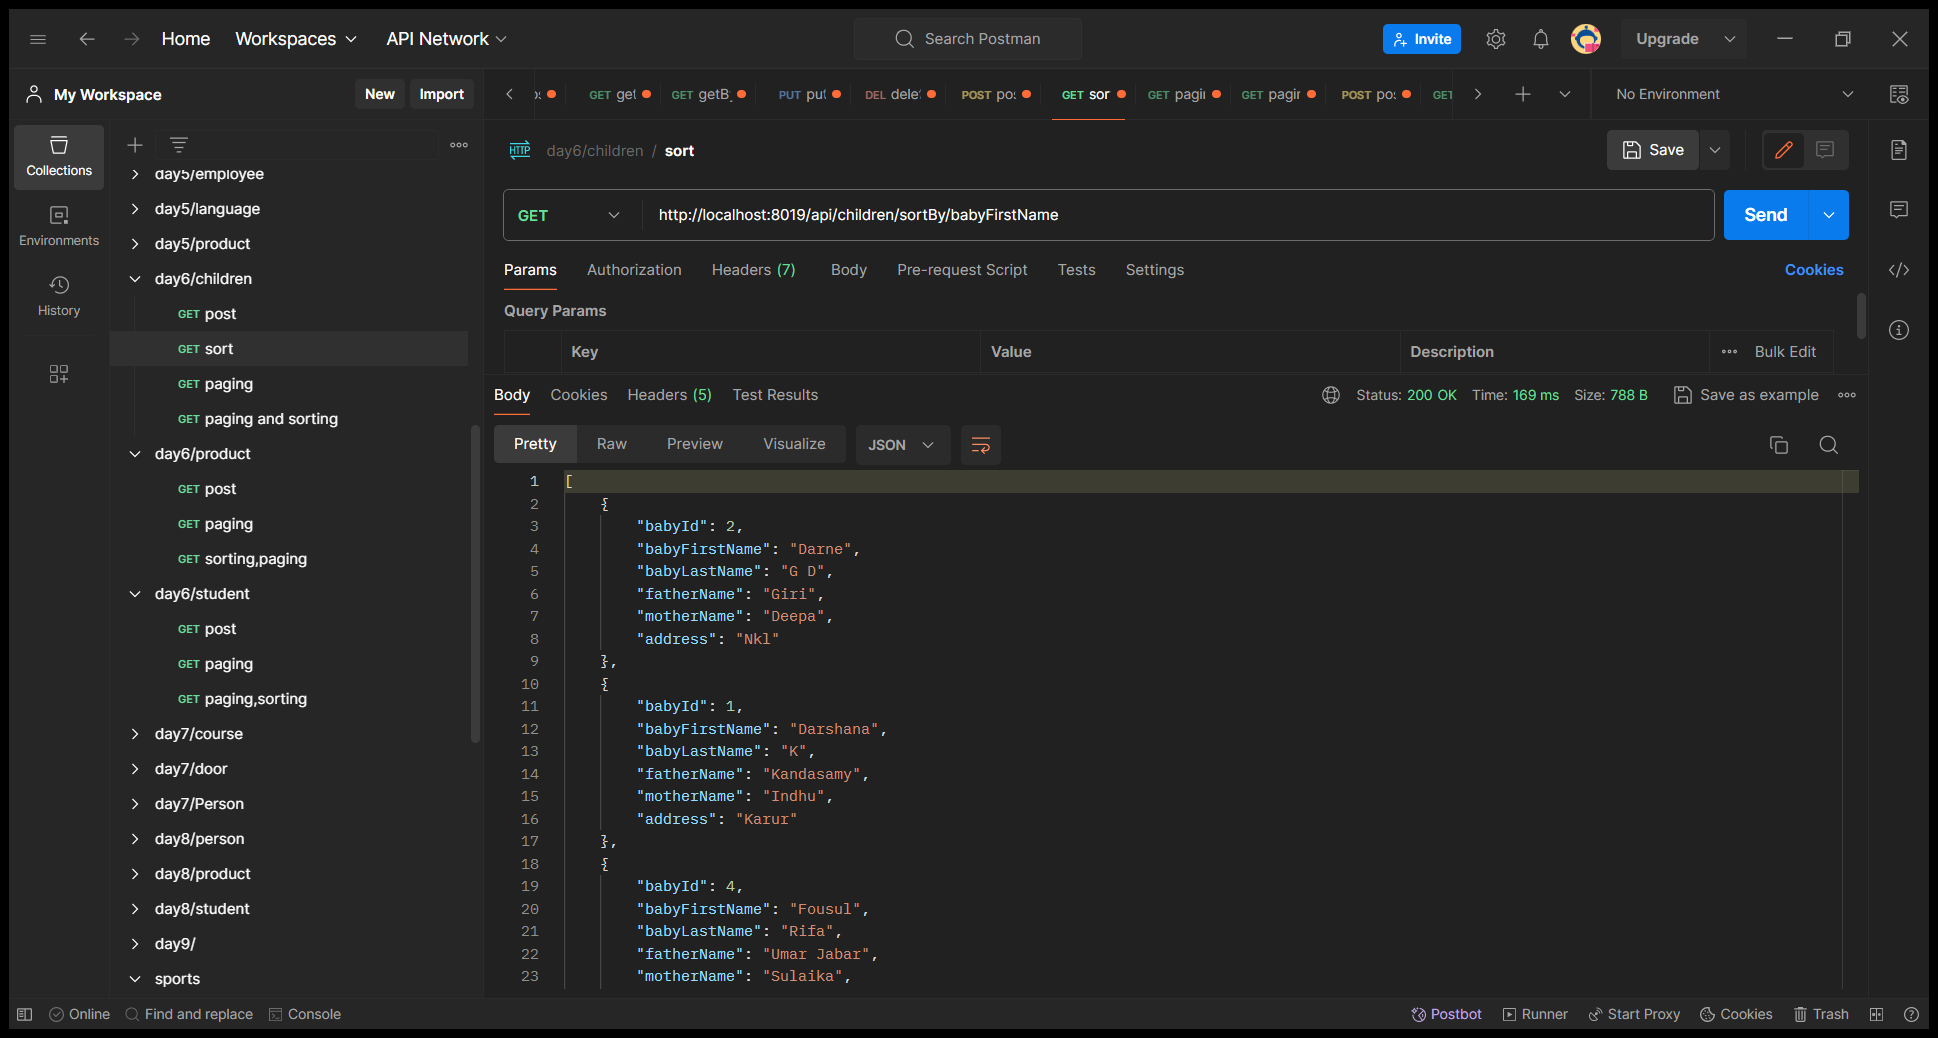 Home Workspaces API Network Search Postman Invite Upgrade
My Workspace New Import
GET get GET getB PUT put DEL dele POST pos GET sor GET pagir GET pagir POST pos GET No Environment
Collections
Environments
History
day5/employee
day5/language
day5/product
day6/children
GET post
GET sort
GET paging
GET paging and sorting
day6/product
GET post
GET paging
GET sorting,paging
day6/student
GET post
GET paging
GET paging,sorting
day7/course
day7/door
day7/Person
day8/person
day8/product
day8/student
day9/
sports
HTTP day6/children / sort Save
GET http://localhost:8019/api/children/sortBy/babyFirstName Send
Params Authorization Headers (7) Body Pre-request Script Tests Settings Cookies
Query Params
Key Value Description Bulk Edit
Body Cookies Headers (5) Test Results Status: 200 OK Time: 169 ms Size: 788 B Save as example
Pretty Raw Preview Visualize JSON
1 [
2 {
3 "babyId": 2,
4 "babyFirstName": "Darne",
5 "babyLastName": "G D",
6 "fatherName": "Giri",
7 "motherName": "Deepa",
8 "address": "Nkl"
9 },
10 {
11 "babyId": 1,
12 "babyFirstName": "Darshana",
13 "babyLastName": "K",
14 "fatherName": "Kandasamy",
15 "motherName": "Indhu",
16 "address": "Karur"
17 },
18 {
19 "babyId": 4,
20 "babyFirstName": "Fousul",
21 "babyLastName": "Rifa",
22 "fatherName": "Umar Jabar",
23 "motherName": "Sulaika",
Online Find and replace Console Postbot Runner Start Proxy Cookies Trash